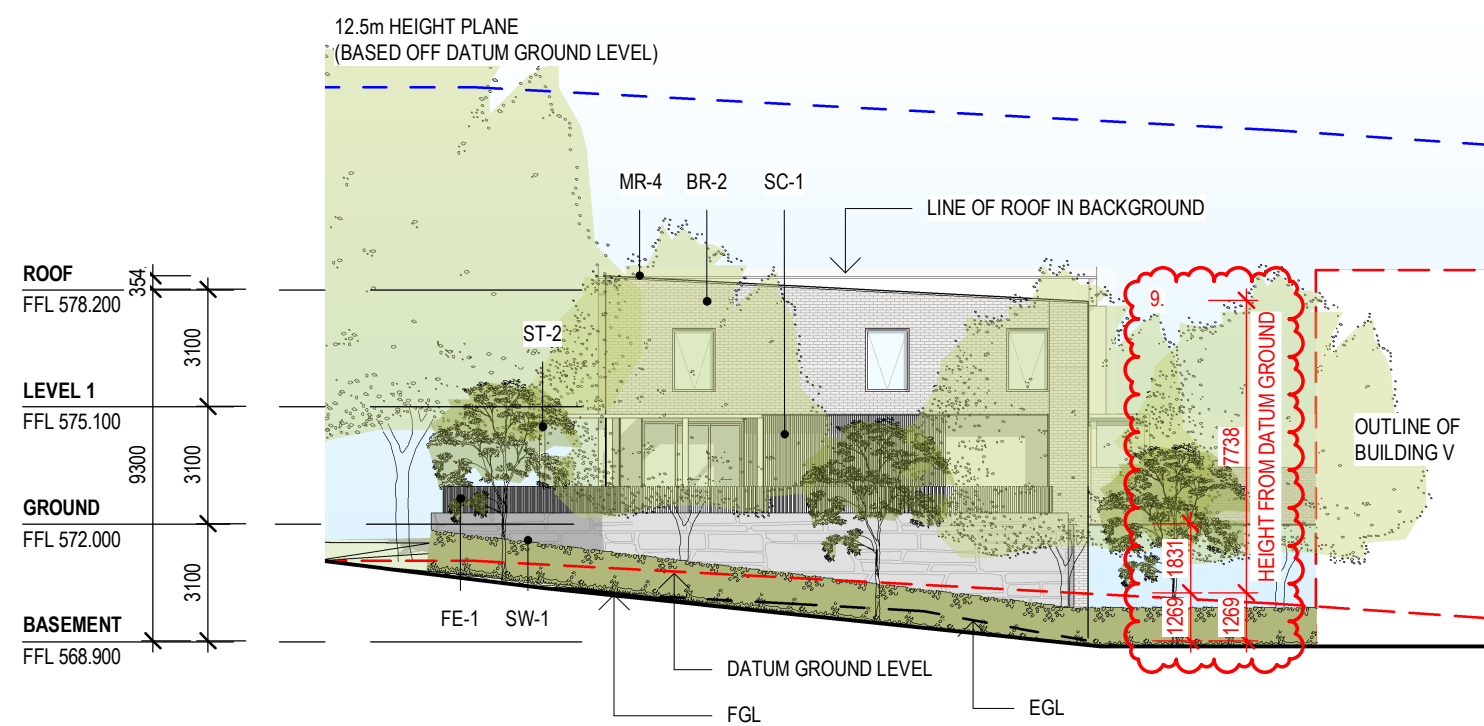 12.5m HEIGHT PLANE
(BASED OFF DATUM GROUND LEVEL)
MR-4
BR-2
SC-1
LINE OF ROOF IN BACKGROUND
ROOF
FFL 578.200
354
9.
3100
ST-2
HEIGHT FROM DATUM GROUND
7738
LEVEL 1
FFL 575.100
OUTLINE OF
BUILDING V
9300
3100
GROUND
FFL 572.000
1831
3100
1269
1269
BASEMENT
FFL 568.900
FE-1
SW-1
DATUM GROUND LEVEL
FGL
EGL